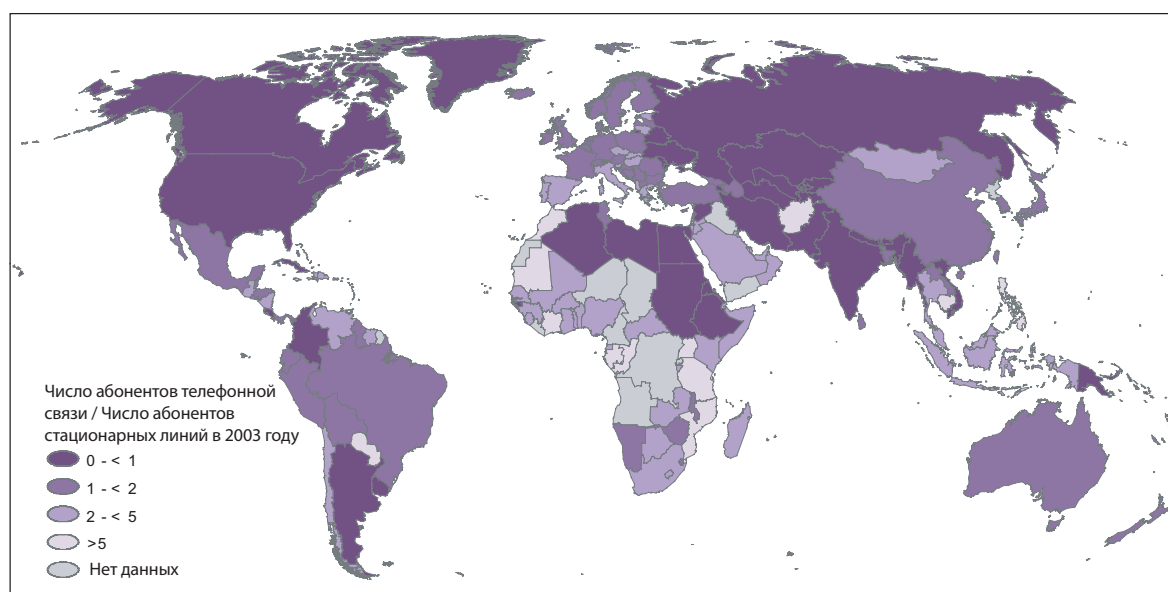 Число абонентов телефонной
связи / Число абонентов
стационарных линий в 2003 году
0 - < 1
1 - < 2
2 - < 5
>5
Нет данных